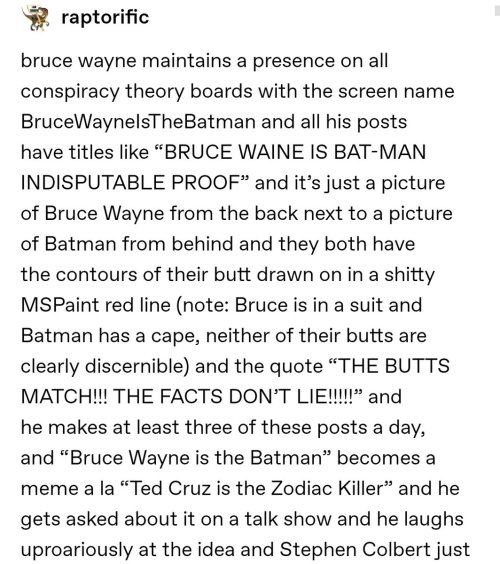 raptorific
bruce wayne maintains a presence on all
conspiracy theory boards with the screen name
BruceWayneIsTheBatman and all his posts
have titles like “BRUCE WAINE IS BAT-MAN
INDISPUTABLE PROOF” and it’s just a picture
of Bruce Wayne from the back next to a picture
of Batman from behind and they both have
the contours of their butt drawn on in a shitty
MSPaint red line (note: Bruce is in a suit and
Batman has a cape, neither of their butts are
clearly discernible) and the quote “THE BUTTS
MATCH!!! THE FACTS DON’T LIE!!!!!” and
he makes at least three of these posts a day,
and “Bruce Wayne is the Batman” becomes a
meme a la “Ted Cruz is the Zodiac Killer” and he
gets asked about it on a talk show and he laughs
uproariously at the idea and Stephen Colbert just